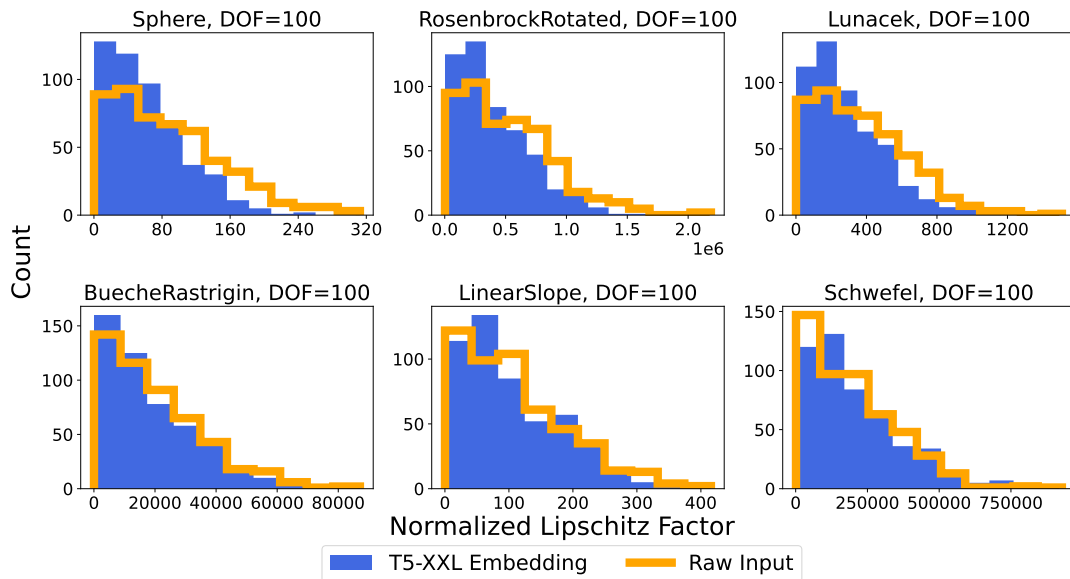 Sphere, DOF=100
RosenbrockRotated, DOF=100
Lunacek, DOF=100
100
50
0
0 80 160 240 320
100
50
0
0.0 0.5 1.0 1.5 2.0
1e6
100
50
0
0 400 800 1200
Count
BuecheRastrigin, DOF=100
LinearSlope, DOF=100
Schwefel, DOF=100
150
100
50
0
0 20000 40000 60000 80000
100
50
0
0 100 200 300 400
150
100
50
0
0 250000 500000 750000
Normalized Lipschitz Factor
T5-XXL Embedding
Raw Input